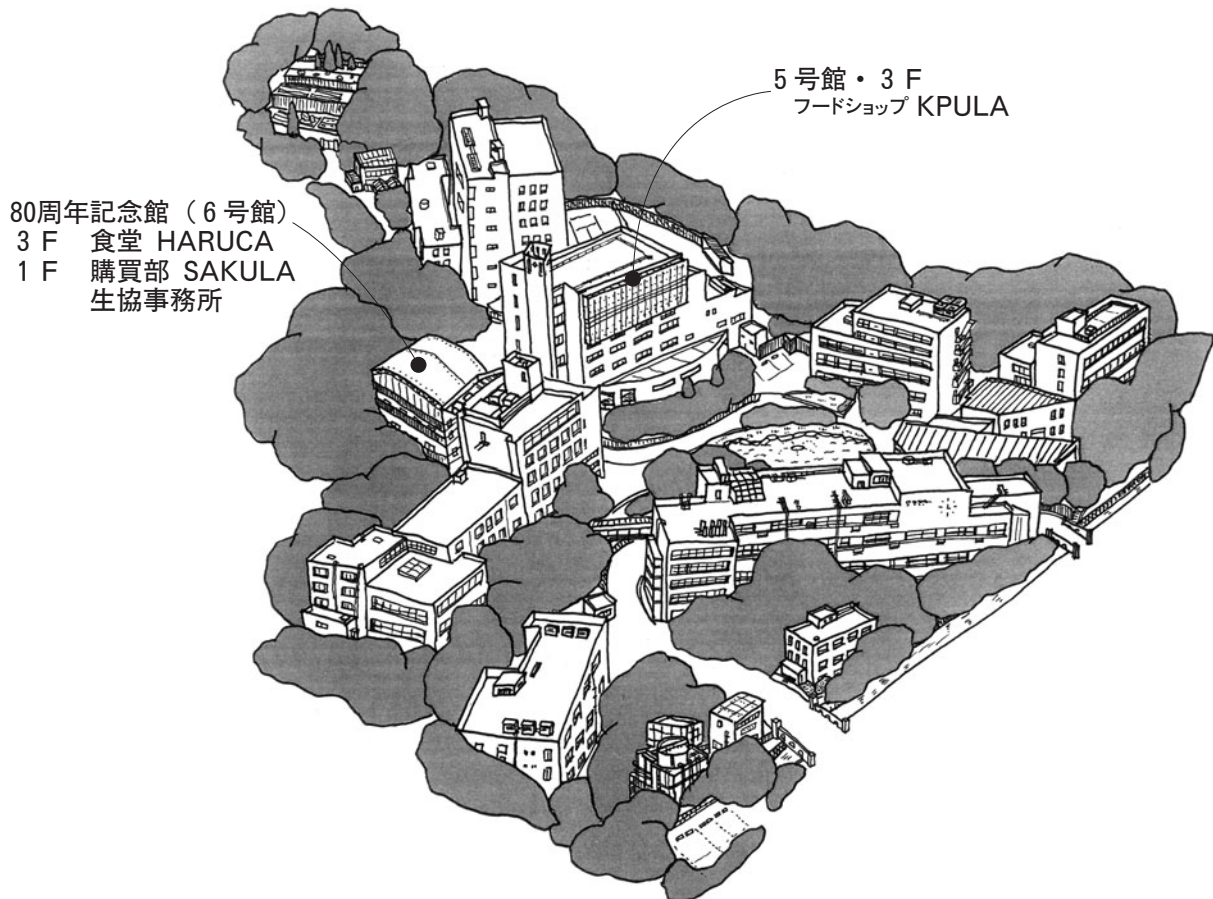 5号館・3F
フードショップ KPULA
80周年記念館（6号館）
3F 食堂 HARUCA
1F 購買部 SAKULA
生協事務所